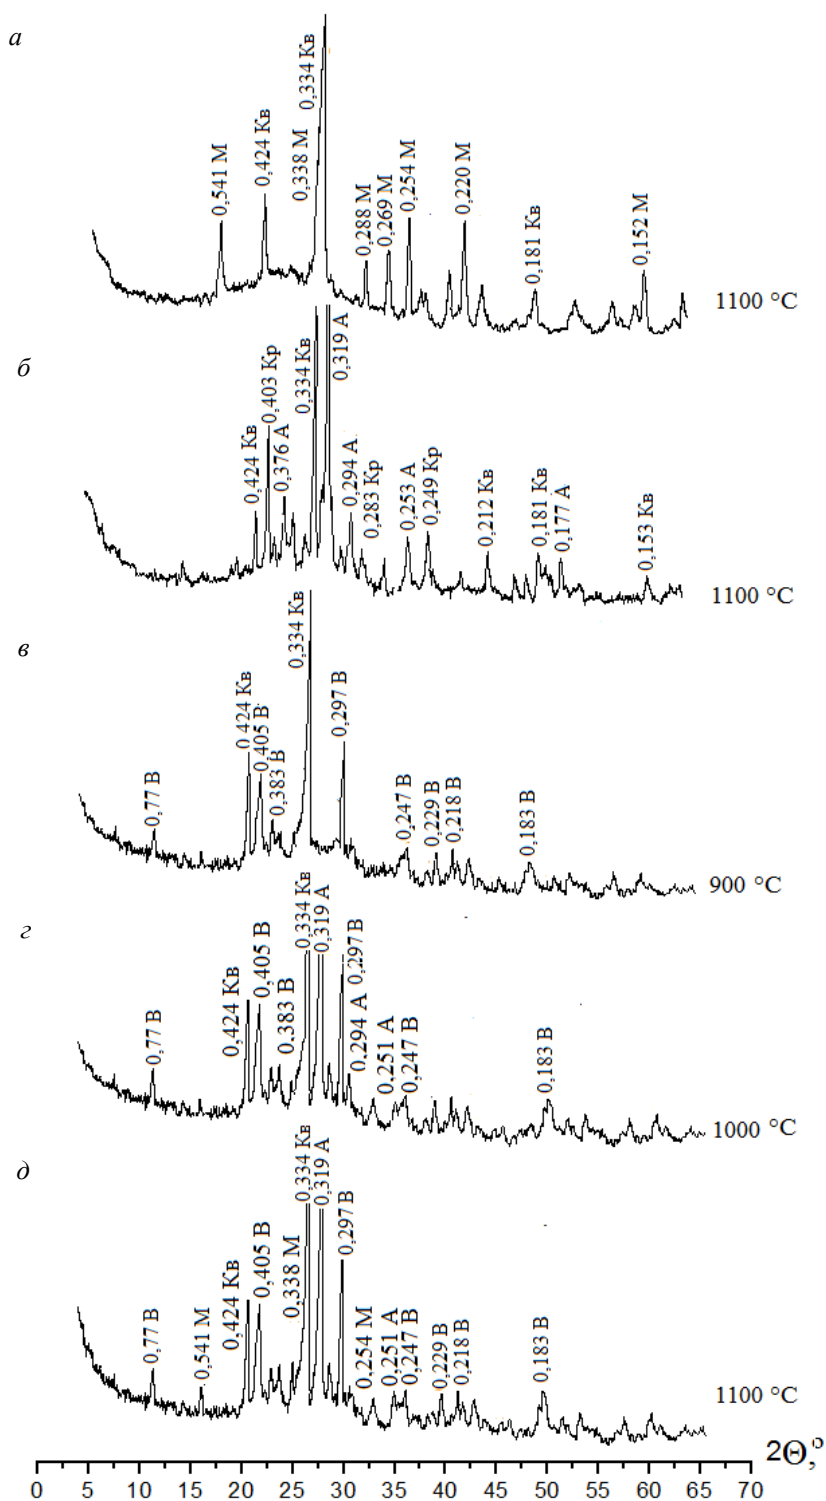 а
0,541 М
0,424 Кв
0,338 М
0,334 Кв
0,288 М
0,269 М
0,254 М
0,220 М
0,181 Кв
0,152 М
1100 °C
б
0,424 Кв
0,403 Кр
0,376 А
0,334 Кв
0,319 А
0,294 А
0,283 Кр
0,253 А
0,249 Кр
0,212 Кв
0,181 Кв
0,177 А
0,153 Кв
1100 °C
в
0,77 В
0 424 Кв
0,405 В
0,383 В
0,334 Кв
0,297 В
0,247 В
0,229 В
0,218 В
0,183 В
900 °C
г
0,77 В
0,424 Кв
0,405 В
0,383 В
0,334 Кв
0,319 А
0,297 В
0,294 А
0,251 А
0,247 В
0,183 В
1000 °C
д
0,77 В
0,541 М
0,424 Кв
0,405 В
0,338 М
0,334 Кв
0,319 А
0,297 В
0,254 М
0,251 А
0,247 В
0,229 В
0,218 В
0,183 В
1100 °C
2Θ,°
0 5 10 15 20 25 30 35 40 45 50 55 60 65 70